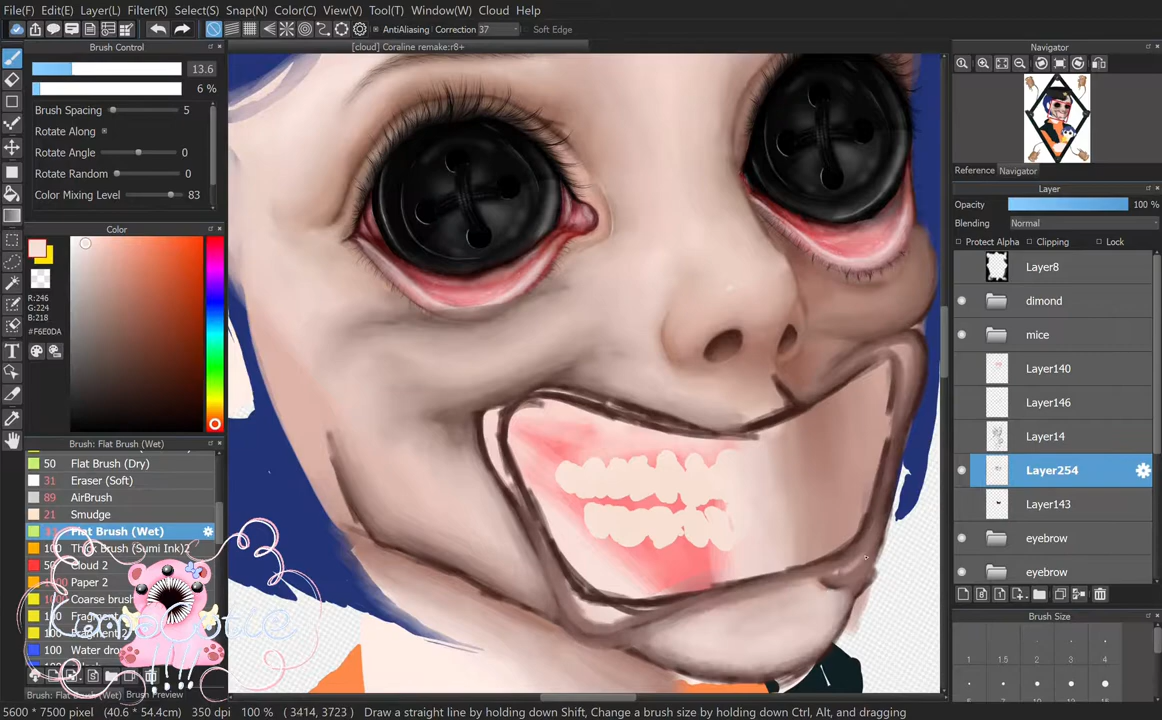 File(F) Edit(E) Layer(L) Filter(R) Select(S) Snap(N) Color(C) View(V) Tool(T) Window(W) Cloud Help
AntiAliasing Correction 37 Soft Edge
Brush Control
[cloud] Coraline remake:r8+
Navigator
13.6
6 %
Brush Spacing 5
Rotate Along
Rotate Angle 0
Rotate Random 0
Color Mixing Level 83
Reference Navigator
Layer
Opacity 100 %
Blending Normal
Protect Alpha Clipping Lock
Color
R:246
G:224
B:218
#F6E0DA
Layer8
dimond
mice
Layer140
Layer146
Layer14
Layer254
Layer143
eyebrow
eyebrow
Brush: Flat Brush (Wet)
50 Flat Brush (Dry)
31 Eraser (Soft)
89 AirBrush
21 Smudge
Flat Brush (Wet)
100 Thick Brush (Sumi Ink)2
50 Cloud 2
Paper 2
Coarse brush
100 Fragment
100 Fragment 2
100 Water drop
Brush: Flat Brush (Wet) Brush Preview
Brush Size
1 1.5 2 3 4
5600 * 7500 pixel (40.6 * 54.4cm) 350 dpi 100 % ( 3414, 3723 ) Draw a straight line by holding down Shift, Change a brush size by holding down Ctrl, Alt, and dragging